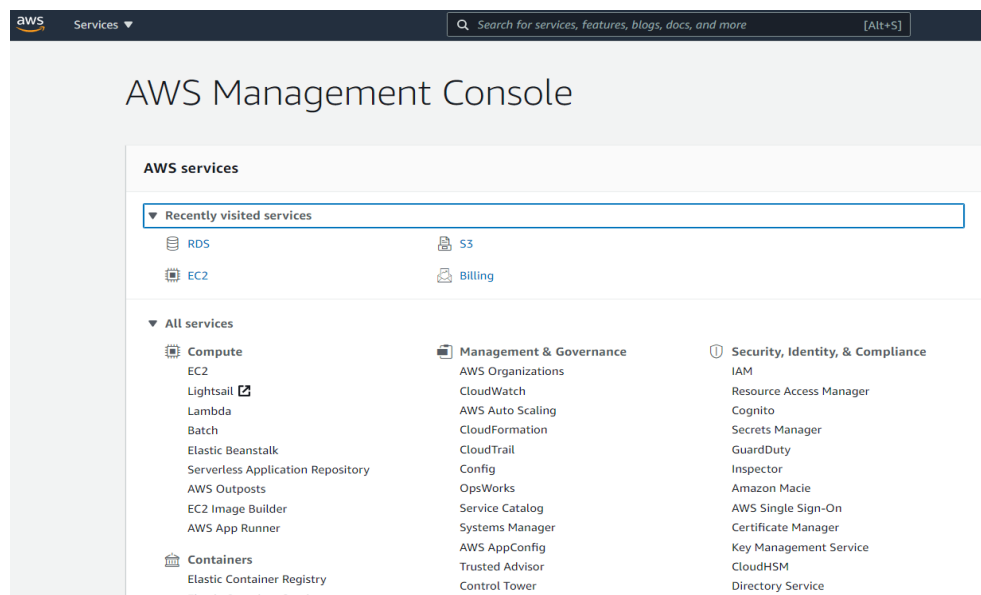 aws Services Search for services, features, blogs, docs, and more [Alt+S]
AWS Management Console
AWS services
Recently visited services
RDS
S3
EC2
Billing
All services
Compute
EC2
Lightsail
Lambda
Batch
Elastic Beanstalk
Serverless Application Repository
AWS Outposts
EC2 Image Builder
AWS App Runner
Containers
Elastic Container Registry
Management & Governance
AWS Organizations
CloudWatch
AWS Auto Scaling
CloudFormation
CloudTrail
Config
OpsWorks
Service Catalog
Systems Manager
AWS AppConfig
Trusted Advisor
Control Tower
Security, Identity, & Compliance
IAM
Resource Access Manager
Cognito
Secrets Manager
GuardDuty
Inspector
Amazon Macie
AWS Single Sign-On
Certificate Manager
Key Management Service
CloudHSM
Directory Service